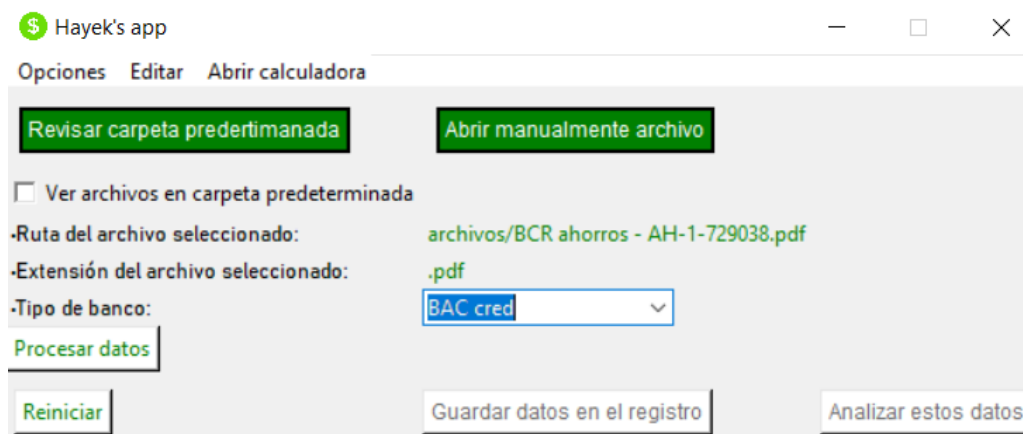 $ Hayek's app
Opciones Editar Abrir calculadora
Revisar carpeta predertimanada Abrir manualmente archivo
Ver archivos en carpeta predeterminada
•Ruta del archivo seleccionado: archivos/BCR ahorros - AH-1-729038.pdf
•Extensión del archivo seleccionado: .pdf
•Tipo de banco: BAC cred
Procesar datos
Reiniciar Guardar datos en el registro Analizar estos datos